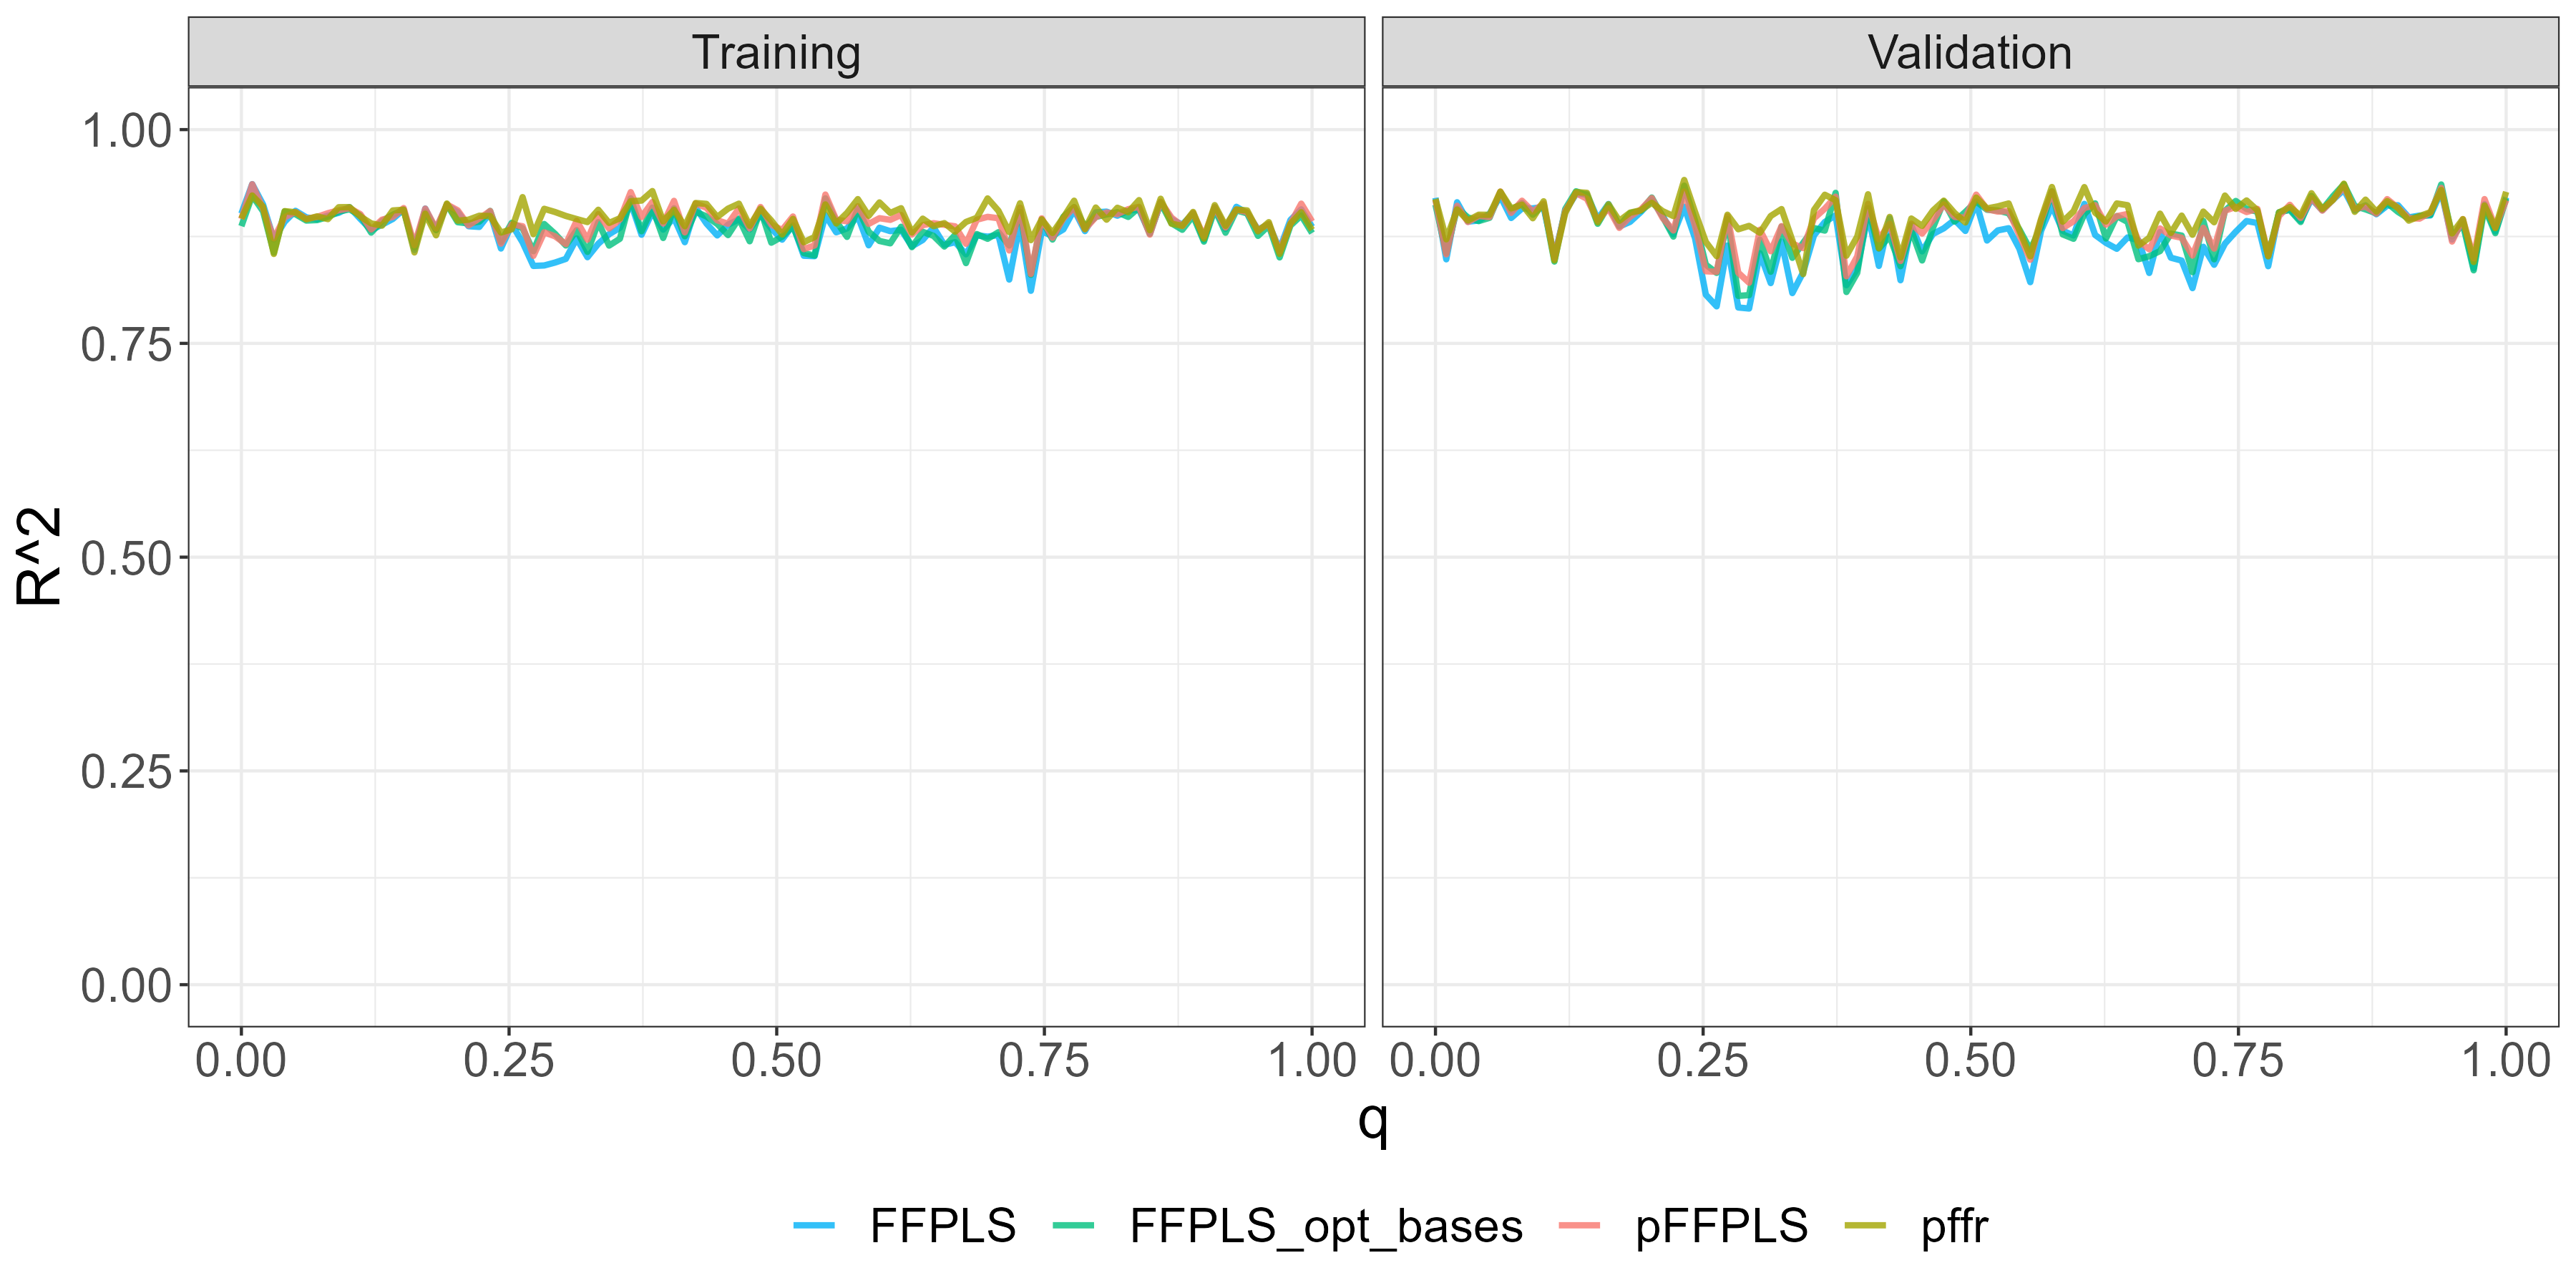 Training Validation
1.00
0.75
0.50
0.25
0.00
R^2
0.00 0.25 0.50 0.75 1.00 0.00 0.25 0.50 0.75 1.00
q
FFPLS FFPLS_opt_bases pFFPLS pffr